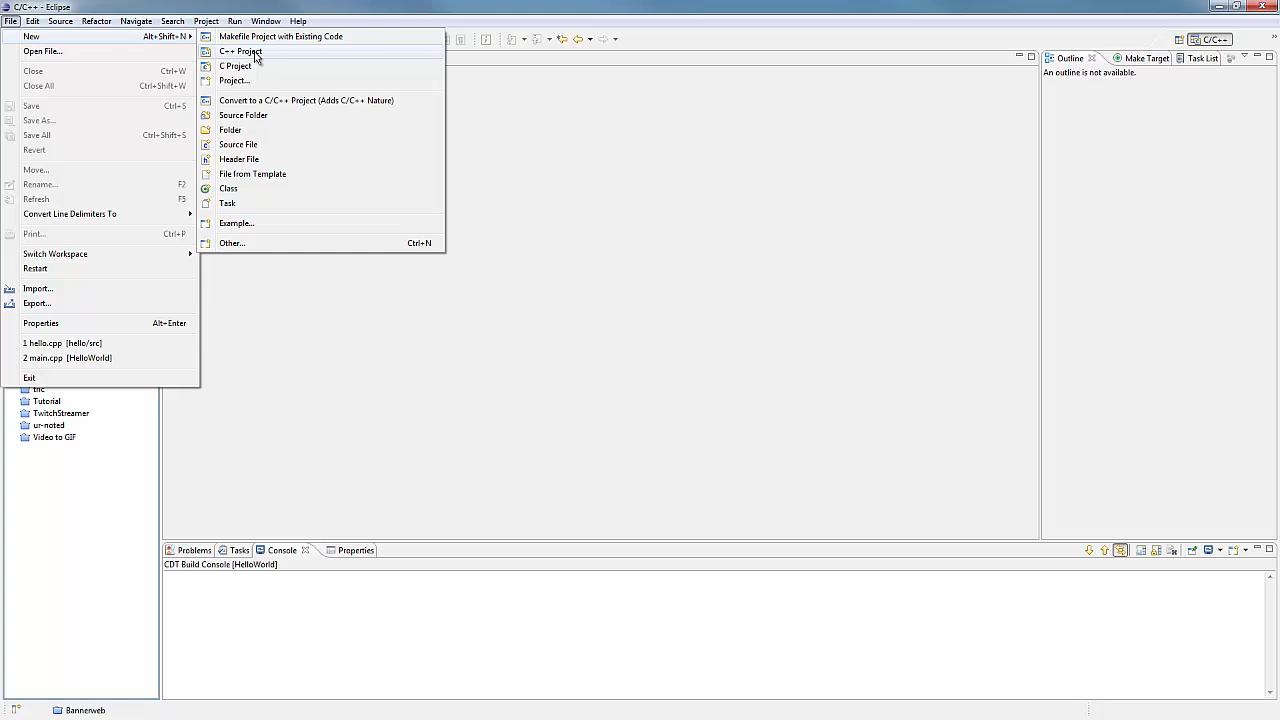 C/C++ - Eclipse
File Edit Source Refactor Navigate Search Project Run Window Help
New Alt+Shift+N
Open File...
Close Ctrl+W
Close All Ctrl+Shift+W
Save Ctrl+S
Save As...
Save All Ctrl+Shift+S
Revert
Move...
Rename... F2
Refresh F5
Convert Line Delimiters To
Print... Ctrl+P
Switch Workspace
Restart
Import...
Export...
Properties Alt+Enter
1 hello.cpp [hello/src]
2 main.cpp [HelloWorld]
Exit
Makefile Project with Existing Code
C++ Project
C Project
Project...
Convert to a C/C++ Project (Adds C/C++ Nature)
Source Folder
Folder
Source File
Header File
File from Template
Class
Task
Example...
Other... Ctrl+N
C/C++
Outline Make Target Task List
An outline is not available.
Tutorial
TwitchStreamer
ur-noted
Video to GIF
Problems Tasks Console Properties
CDT Build Console [HelloWorld]
Bannerweb